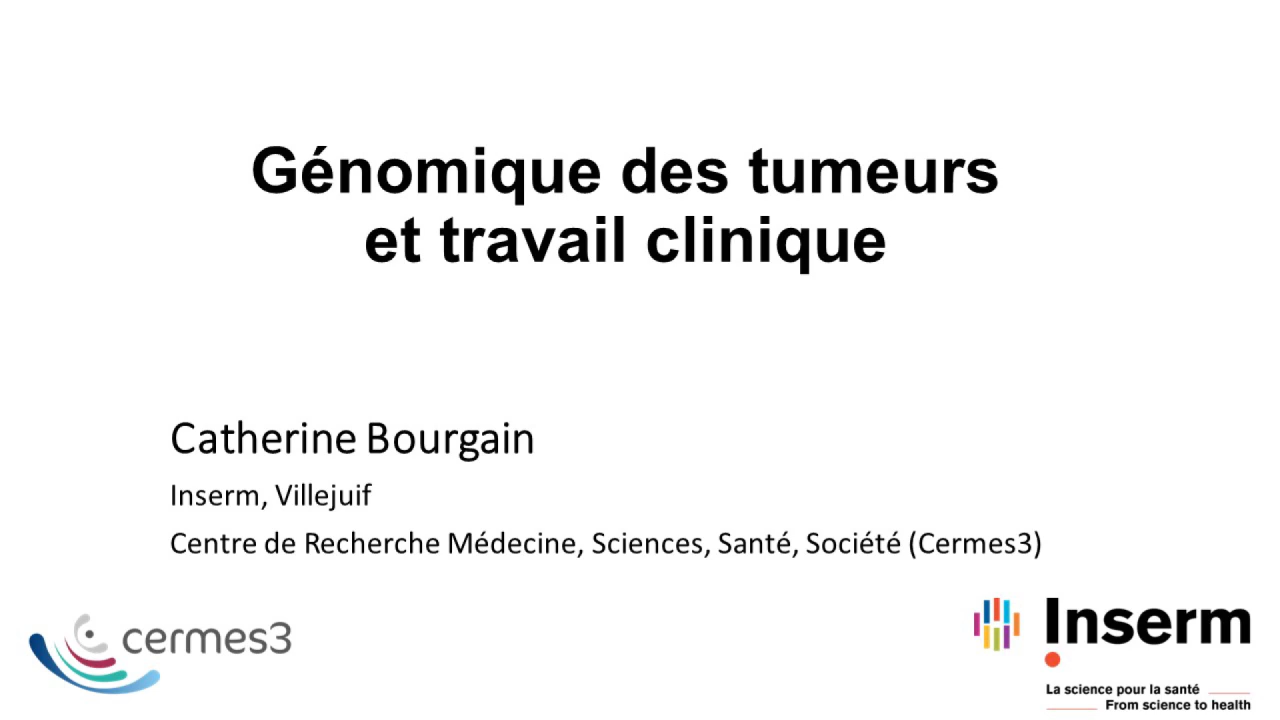 Génomique des tumeurs
et travail clinique
Catherine Bourgain
Inserm, Villejuif
Centre de Recherche Médecine, Sciences, Santé, Société (Cermes3)
cermes3
Inserm
La science pour la santé
From science to health